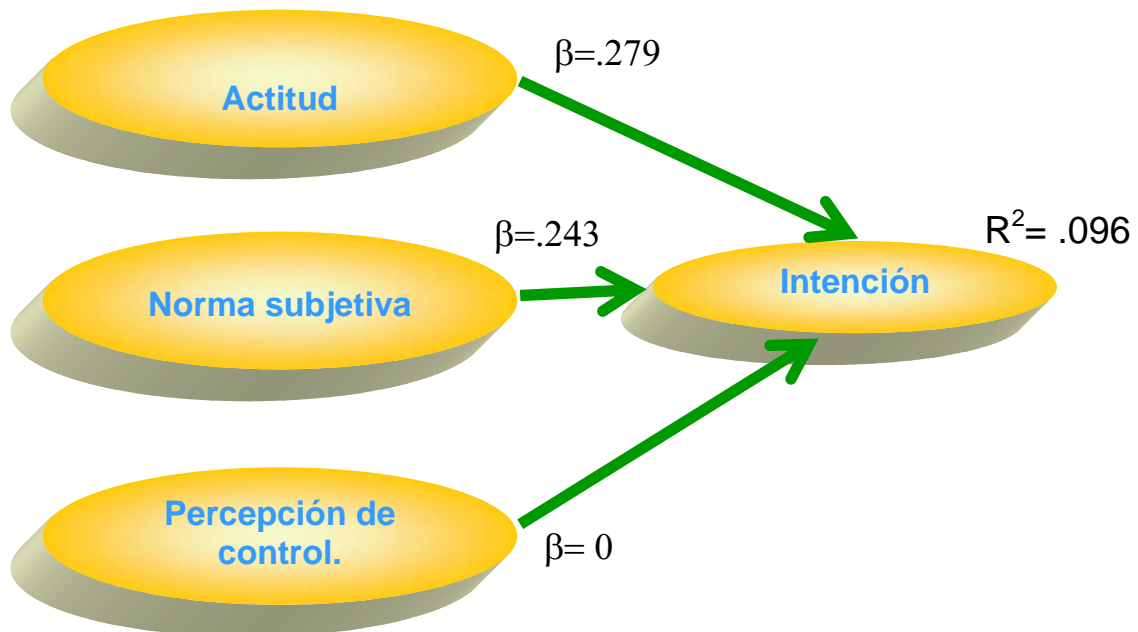 β=.279
Actitud
β=.243
R²= .096
Norma subjetiva
Intención
Percepción de
control.
β= 0